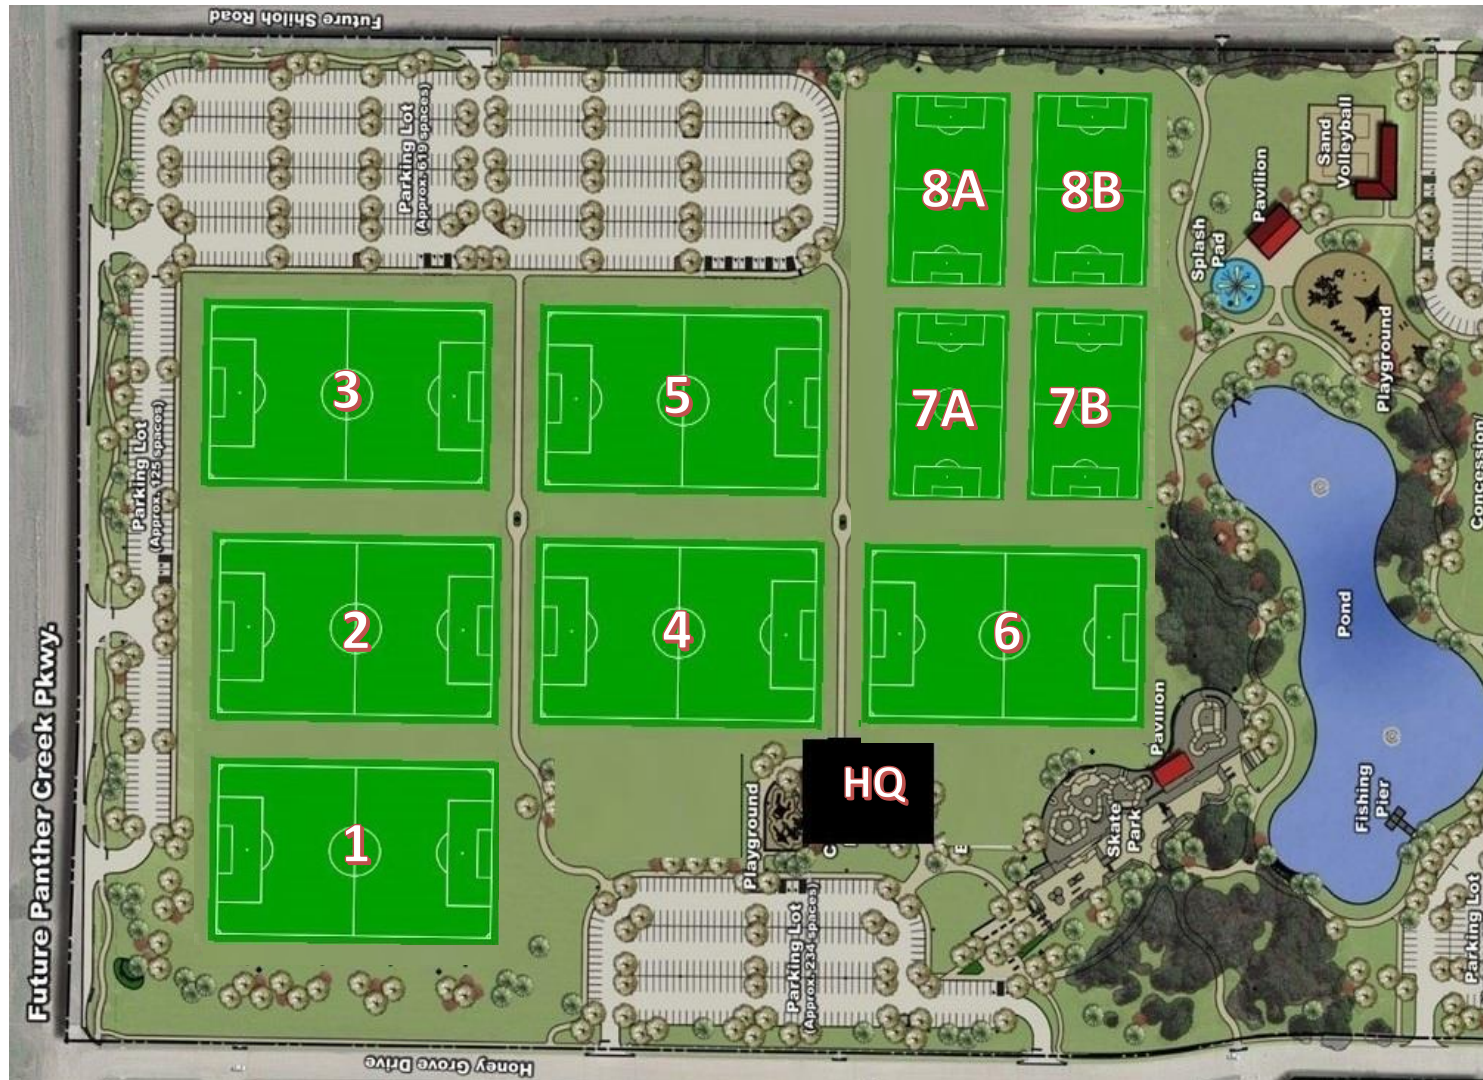 Future Shiloh Road
Parking Lot
(Approx. 619 spaces)
8A
8B
Sand
Volleyball
Pavilion
Splash
Pad
Playground
3
5
7A
7B
Parking Lot
(Approx. 125 spaces)
Concession/
2
4
6
Pond
Future Panther Creek Pkwy.
Pavilion
HQ
1
Playground
Skate
Park
Fishing
Pier
Parking Lot
(Approx. 234 spaces)
Parking Lot
Honey Grove Drive